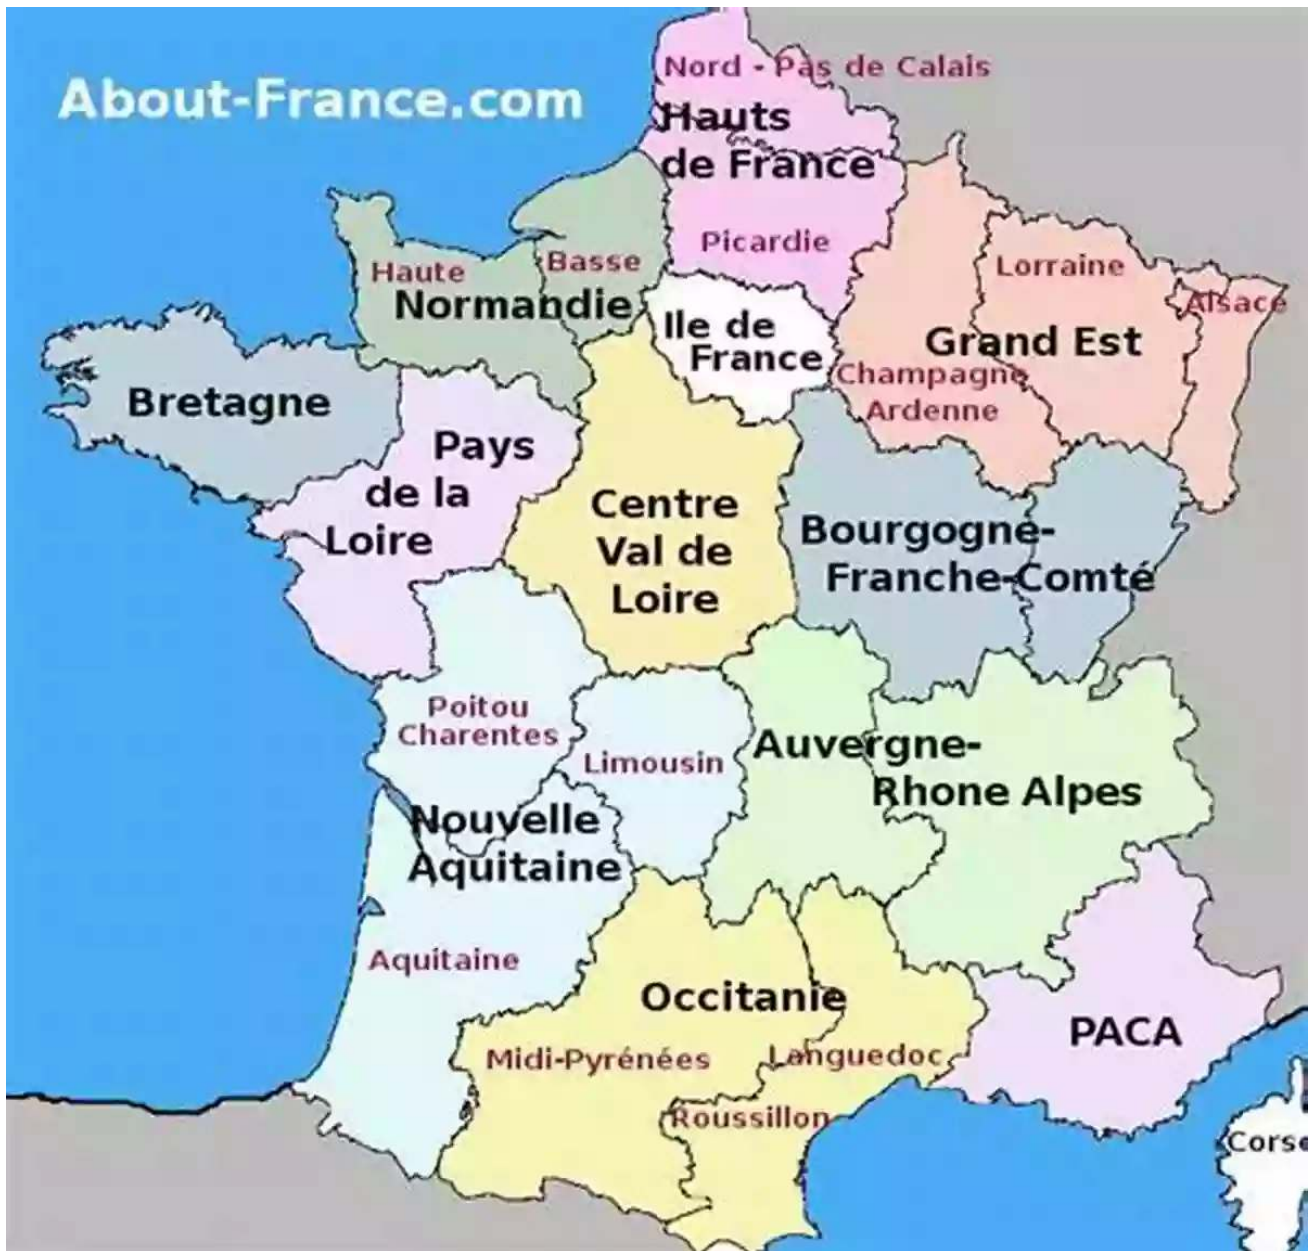 Nord - Pas de Calais
About-France.com
Hauts
de France
Picardie
Haute
Basse
Normandie
Lorraine
Alsace
Ile de
France
Grand Est
Champagne
Ardenne
Bretagne
Pays
de la
Loire
Centre
Val de
Loire
Bourgogne-
Franche-Comté
Poitou
Charentes
Limousin
Auvergne-
Rhone Alpes
Nouvelle
Aquitaine
Aquitaine
Occitanie
Midi-Pyrénées
Languedoc
Roussillon
PACA
Corse